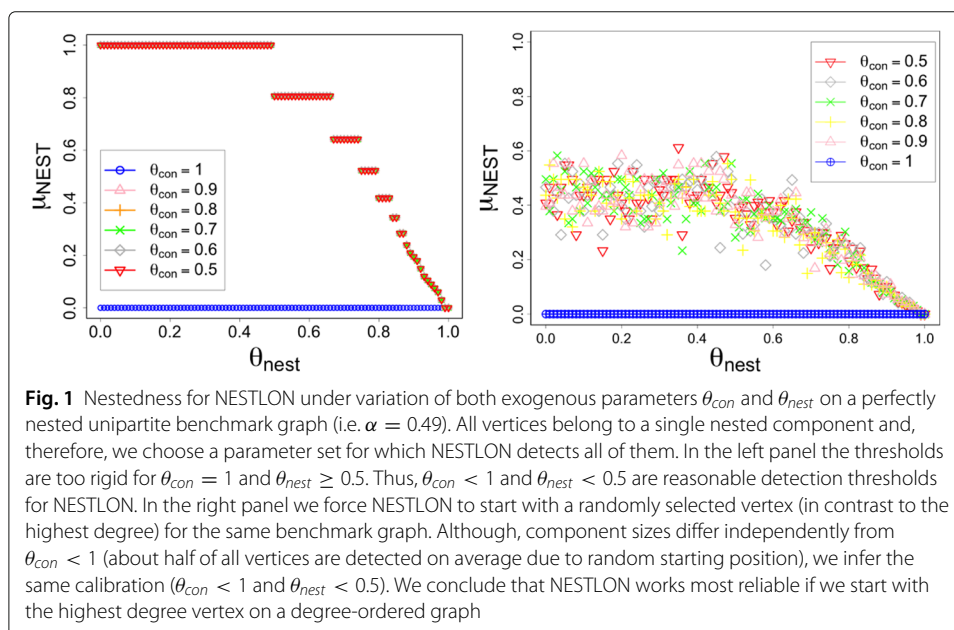 1.0
0.8
0.6
0.4
0.2
0.0
μNEST
θcon = 1
θcon = 0.9
θcon = 0.8
θcon = 0.7
θcon = 0.6
θcon = 0.5
0.0 0.2 0.4 0.6 0.8 1.0
θnest
1.0
0.8
0.6
0.4
0.2
0.0
μNEST
θcon = 0.5
θcon = 0.6
θcon = 0.7
θcon = 0.8
θcon = 0.9
θcon = 1
0.0 0.2 0.4 0.6 0.8 1.0
θnest
Fig. 1 Nestedness for NESTLON under variation of both exogenous parameters θcon and θnest on a perfectly
nested unipartite benchmark graph (i.e. α = 0.49). All vertices belong to a single nested component and,
therefore, we choose a parameter set for which NESTLON detects all of them. In the left panel the thresholds
are too rigid for θcon = 1 and θnest ≥ 0.5. Thus, θcon < 1 and θnest < 0.5 are reasonable detection thresholds
for NESTLON. In the right panel we force NESTLON to start with a randomly selected vertex (in contrast to the
highest degree) for the same benchmark graph. Although, component sizes differ independently from
θcon < 1 (about half of all vertices are detected on average due to random starting position), we infer the
same calibration (θcon < 1 and θnest < 0.5). We conclude that NESTLON works most reliable if we start with
the highest degree vertex on a degree-ordered graph